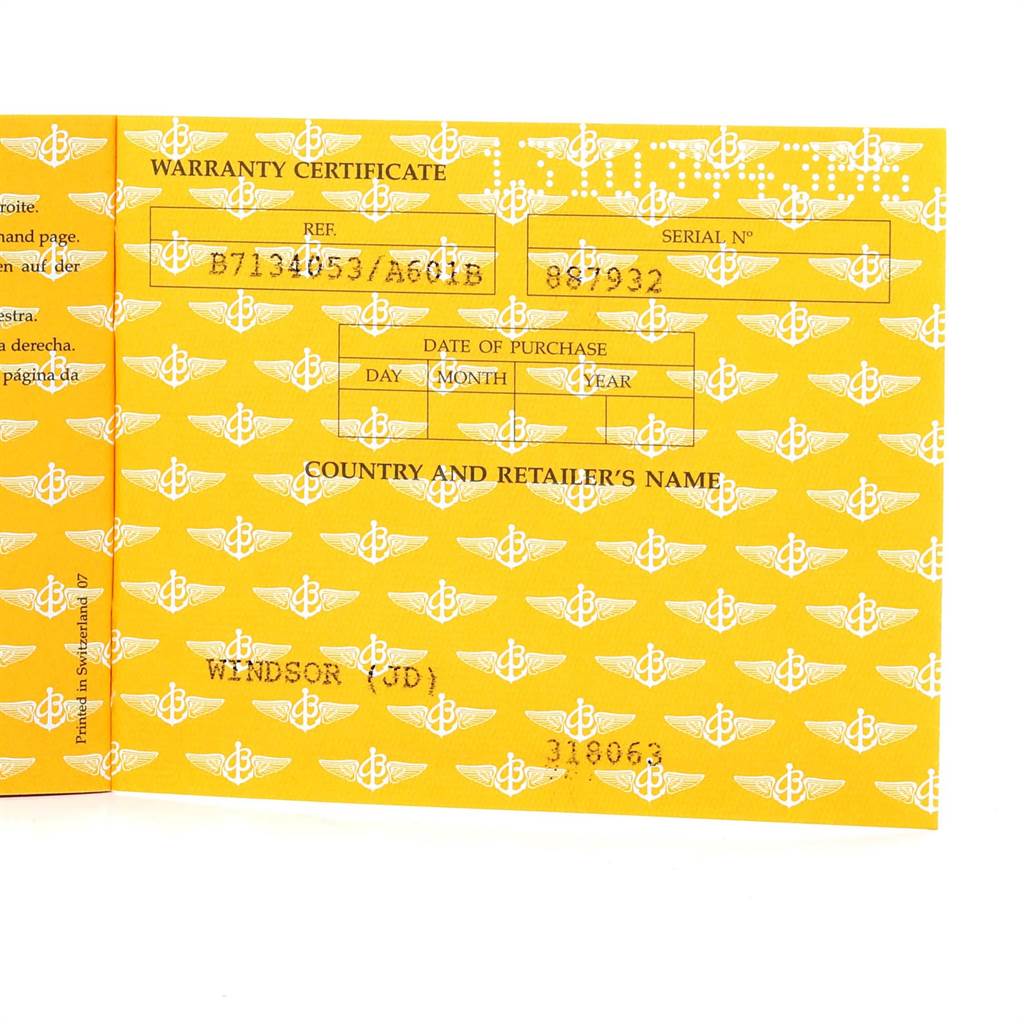 roite.
hand page.
en auf der
estra.
a derecha.
página da
Printed in Switzerland 07
WARRANTY CERTIFICATE
REF.
B7134053/A601B
SERIAL Nº
887932
DATE OF PURCHASE
DAY MONTH YEAR
COUNTRY AND RETAILER'S NAME
WINDSOR (JD)
318063